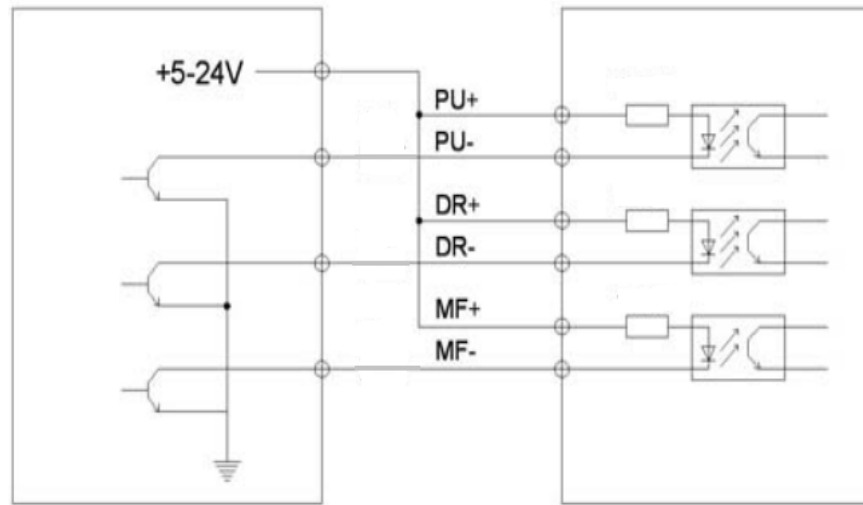 +5-24V
PU+
PU-
DR+
DR-
MF+
MF-